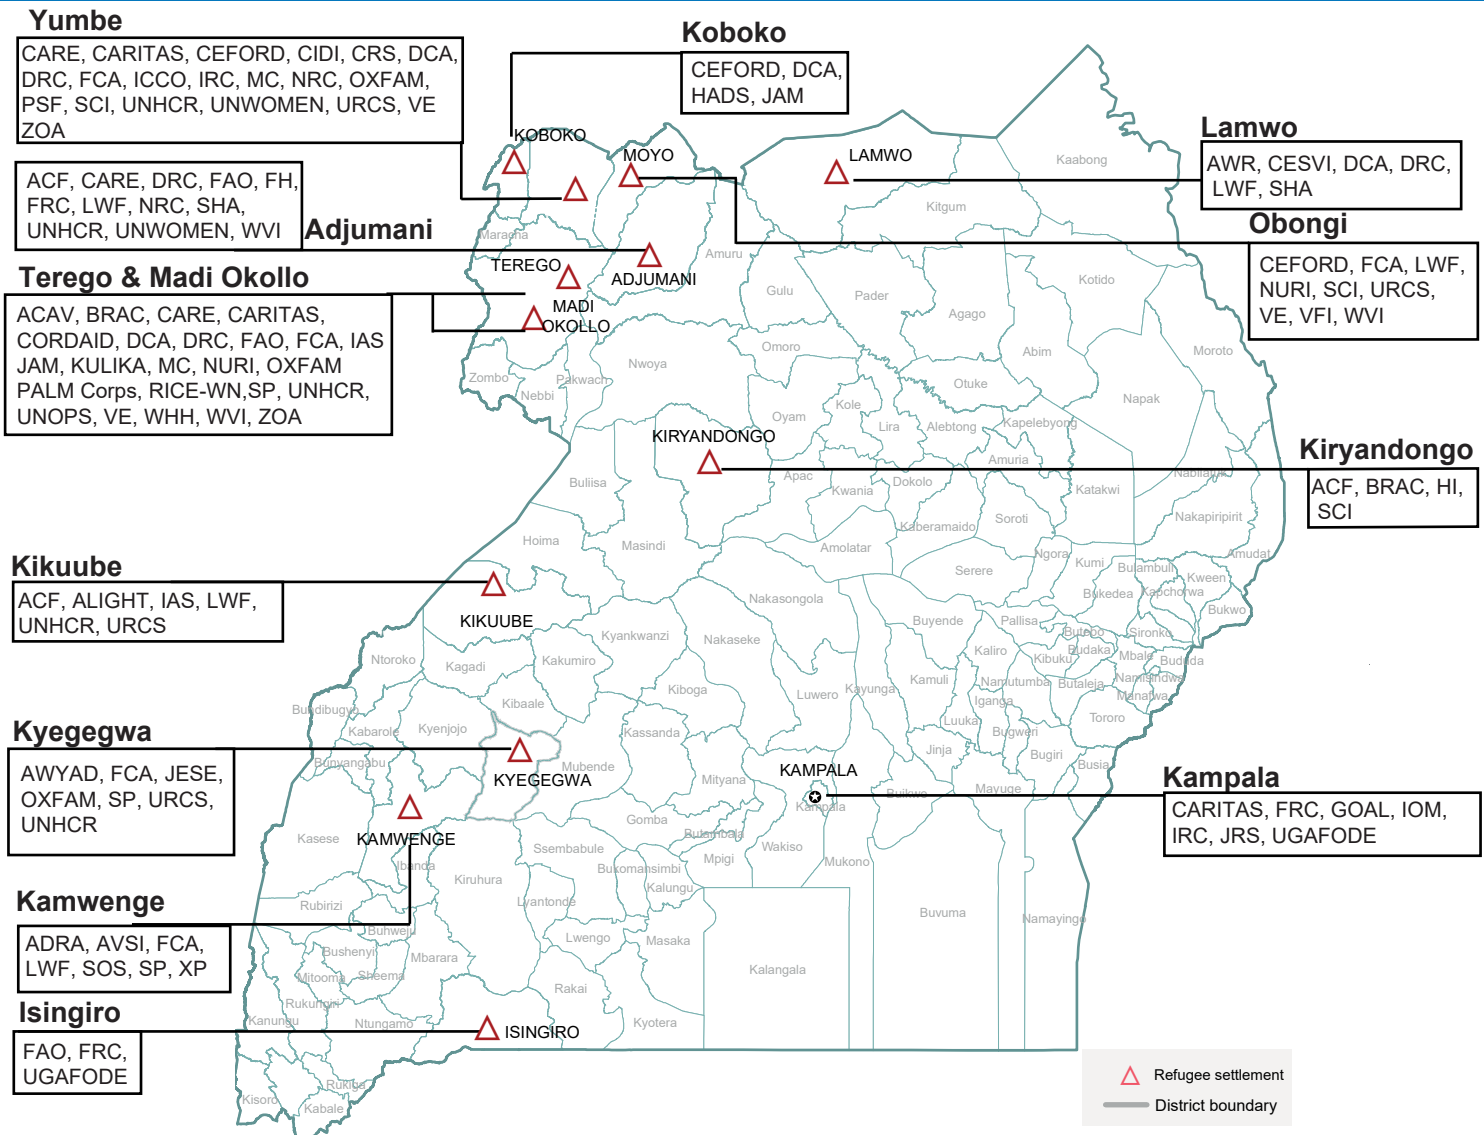 Yumbe
CARE, CARITAS, CEFORD, CIDI, CRS, DCA,
DRC, FCA, ICCO, IRC, MC, NRC, OXFAM,
PSF, SCI, UNHCR, UNWOMEN, URCS, VE
ZOA
Koboko
CEFORD, DCA,
HADS, JAM
Lamwo
AWR, CESVI, DCA, DRC,
LWF, SHA
ACF, CARE, DRC, FAO, FH,
FRC, LWF, NRC, SHA,
UNHCR, UNWOMEN, WVI
Adjumani
Obongi
CEFORD, FCA, LWF,
NURI, SCI, URCS,
VE, VFI, WVI
Terego & Madi Okollo
ACAV, BRAC, CARE, CARITAS,
CORDAID, DCA, DRC, FAO, FCA, IAS
JAM, KULIKA, MC, NURI, OXFAM
PALM Corps, RICE-WN,SP, UNHCR,
UNOPS, VE, WHH, WVI, ZOA
Kiryandongo
ACF, BRAC, HI,
SCI
Kikuube
ACF, ALIGHT, IAS, LWF,
UNHCR, URCS
Kyegegwa
AWYAD, FCA, JESE,
OXFAM, SP, URCS,
UNHCR
Kampala
CARITAS, FRC, GOAL, IOM,
IRC, JRS, UGAFODE
Kamwenge
ADRA, AVSI, FCA,
LWF, SOS, SP, XP
Isingiro
FAO, FRC,
UGAFODE
KOBOKO
MOYO
LAMWO
Kaabong
Kitgum
Maracha
TEREGO
ADJUMANI
Amuru
MADI
OKOLLO
Gulu
Pader
Agago
Kotido
Omoro
Abim
Moroto
Zombo
Nebbi
Pakwach
Nwoya
Otuke
Napak
Oyam
Kole
Lira
Alebtong
Kapelebyong
KIRYANDONGO
Amuria
Buliisa
Apac
Kwania
Dokolo
Katakwi
Nabilatuk
Kaberamaido
Soroti
Nakapiripirit
Hoima
Masindi
Amolatar
Ngora
Serere
Kumi
Bulambuli
Amudat
Kween
Bukedea
Kapchorwa
Bukwo
KIKUUBE
Nakasongola
Buyende
Pallisa
Kyankwanzi
Nakaseke
Butebo
Sironko
Budaka
Kaliro
Kibuku
Mbale
Bududa
Ntoroko
Kagadi
Kakumiro
Kamuli
Namutumba
Butaleja
Namisindwa
Manafwa
Kiboga
Luwero
Kayunga
Iganga
Bundibugyo
Kibaale
Luuka
Tororo
Kabarole
Kyenjojo
Kassanda
Bugweri
Jinja
Bugiri
Busia
Bunyangabu
Mubende
KYEGEGWA
Mityana
KAMPALA
Kampala
Buikwe
Mayuge
Kasese
KAMWENGE
Gomba
Butambala
Wakiso
Mpigi
Mukono
Ibanda
Kiruhura
Ssembabule
Bukomansimbi
Kalungu
Rubirizi
Lyantonde
Buvuma
Namayingo
Buhweju
Bushenyi
Lwengo
Masaka
Mbarara
Mitooma
Sheema
Kalangala
Rukungiri
Rakai
Kanungu
Ntungamo
ISINGIRO
Kyotera
Rukiga
Kisoro
Kabale
Refugee settlement
District boundary